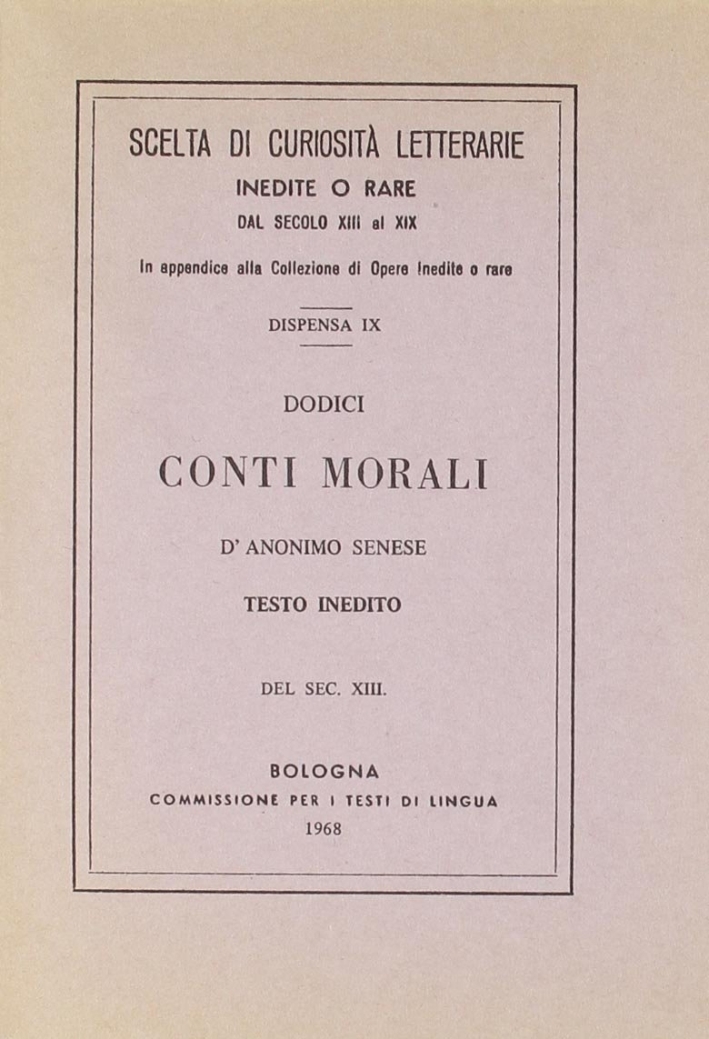 SCELTA DI CURIOSITÀ LETTERARIE
INEDITE O RARE
DAL SECOLO XIII al XIX
In appendice alla Collezione di Opere Inedite o rare
DISPENSA IX
DODICI
CONTI MORALI
D' ANONIMO SENESE
TESTO INEDITO
DEL SEC. XIII.
BOLOGNA
COMMISSIONE PER I TESTI DI LINGUA
1968